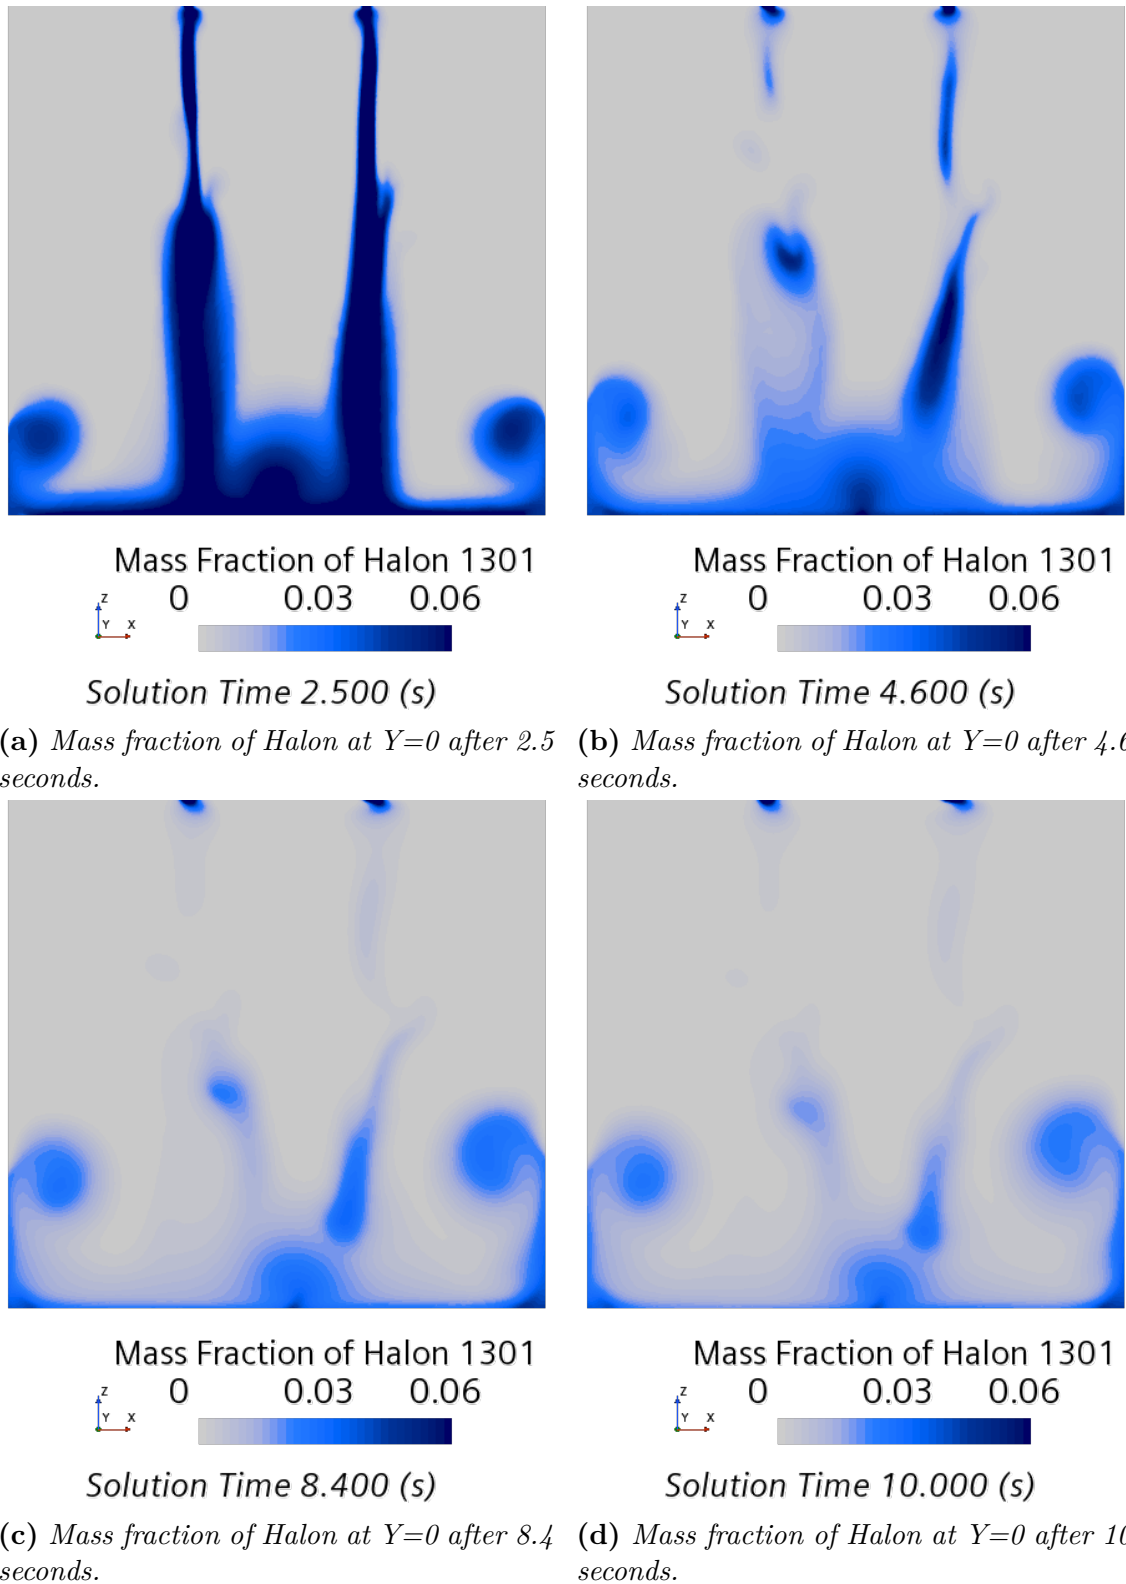 Mass Fraction of Halon 1301
0 0.03 0.06
Z
Y X
Solution Time 2.500 (s)
(a) Mass fraction of Halon at Y=0 after 2.5
seconds.
Mass Fraction of Halon 1301
0 0.03 0.06
Z
Y X
Solution Time 4.600 (s)
(b) Mass fraction of Halon at Y=0 after 4.6
seconds.
Mass Fraction of Halon 1301
0 0.03 0.06
Z
Y X
Solution Time 8.400 (s)
(c) Mass fraction of Halon at Y=0 after 8.4
seconds.
Mass Fraction of Halon 1301
0 0.03 0.06
Z
Y X
Solution Time 10.000 (s)
(d) Mass fraction of Halon at Y=0 after 10
seconds.